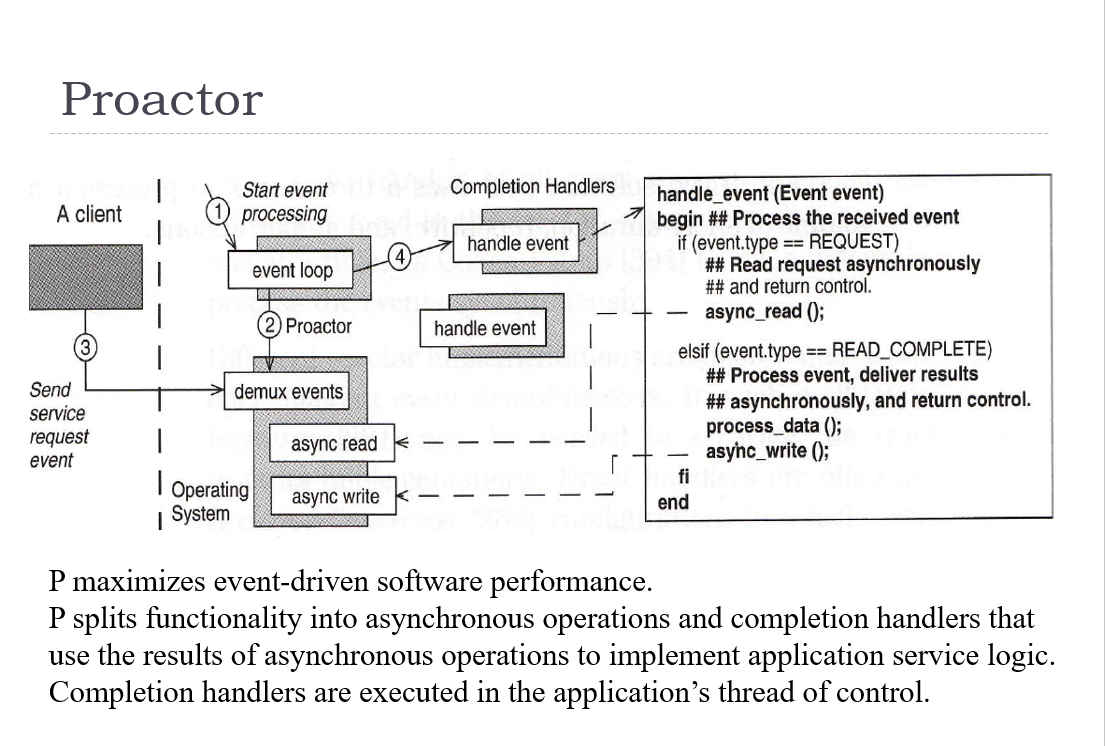 Proactor
A client
Start event
processing
Completion Handlers
1
event loop
4
handle event
handle event
2
Proactor
3
demux events
Send
service
request
event
async read
async write
Operating
System
handle_event (Event event)
begin ## Process the received event
if (event.type == REQUEST)
## Read request asynchronously
## and return control.
async_read ();
elsif (event.type == READ_COMPLETE)
## Process event, deliver results
## asynchronously, and return control.
process_data ();
async_write ();
fi
end
P maximizes event-driven software performance.
P splits functionality into asynchronous operations and completion handlers that
use the results of asynchronous operations to implement application service logic.
Completion handlers are executed in the application’s thread of control.